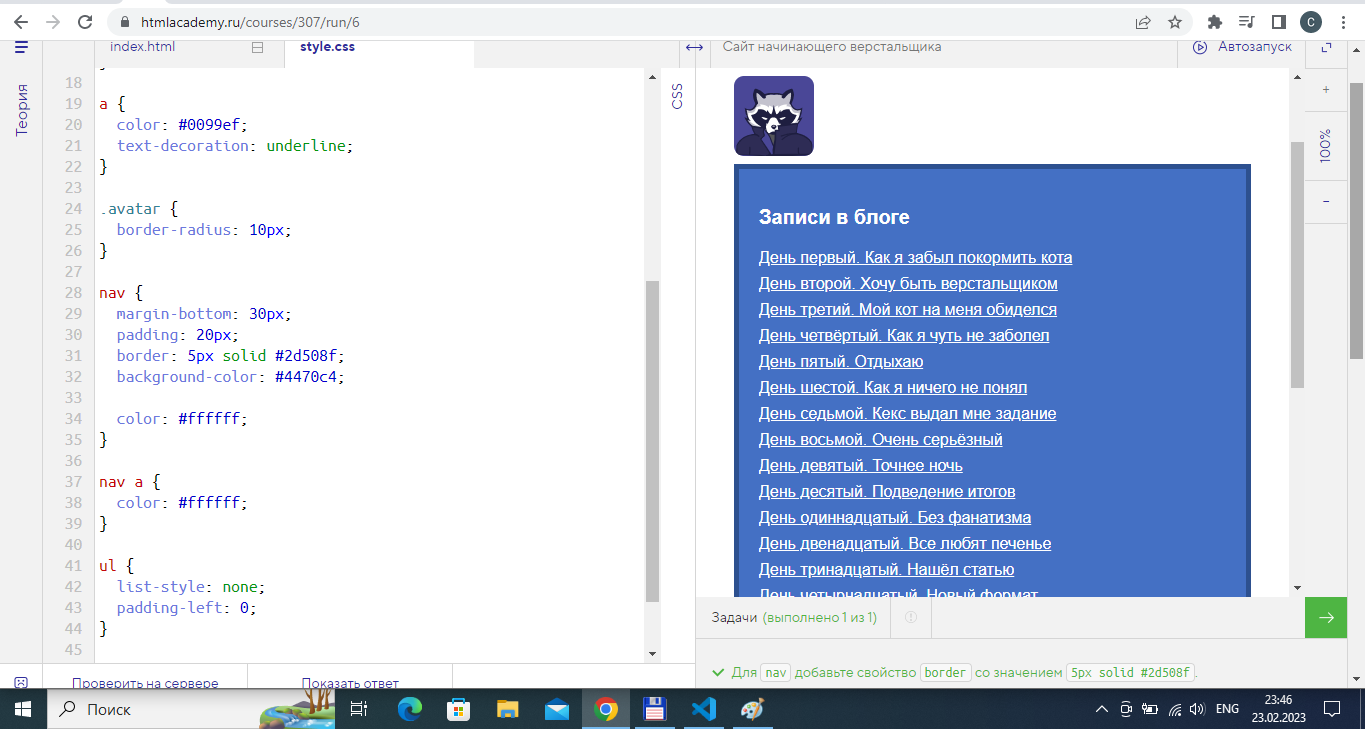 htmlacademy.ru/courses/307/run/6
C
index.html
style.css
Сайт начинающего верстальщика
Автозапуск
Теория
CSS
100%
+
-
18
19 a {
20 color: #0099ef;
21 text-decoration: underline;
22 }
23
24 .avatar {
25 border-radius: 10px;
26 }
27
28 nav {
29 margin-bottom: 30px;
30 padding: 20px;
31 border: 5px solid #2d508f;
32 background-color: #4470c4;
33
34 color: #ffffff;
35 }
36
37 nav a {
38 color: #ffffff;
39 }
40
41 ul {
42 list-style: none;
43 padding-left: 0;
44 }
45
Записи в блоге
День первый. Как я забыл покормить кота
День второй. Хочу быть верстальщиком
День третий. Мой кот на меня обиделся
День четвёртый. Как я чуть не заболел
День пятый. Отдыхаю
День шестой. Как я ничего не понял
День седьмой. Кекс выдал мне задание
День восьмой. Очень серьёзный
День девятый. Точнее ночь
День десятый. Подведение итогов
День одиннадцатый. Без фанатизма
День двенадцатый. Все любят печенье
День тринадцатый. Нашёл статью
День четырнадцатый. Новый формат
Задачи (выполнено 1 из 1)
Для nav добавьте свойство border со значением 5px solid #2d508f.
Проверить на сервере
Показать ответ
Поиск
ENG
23:46
23.02.2023